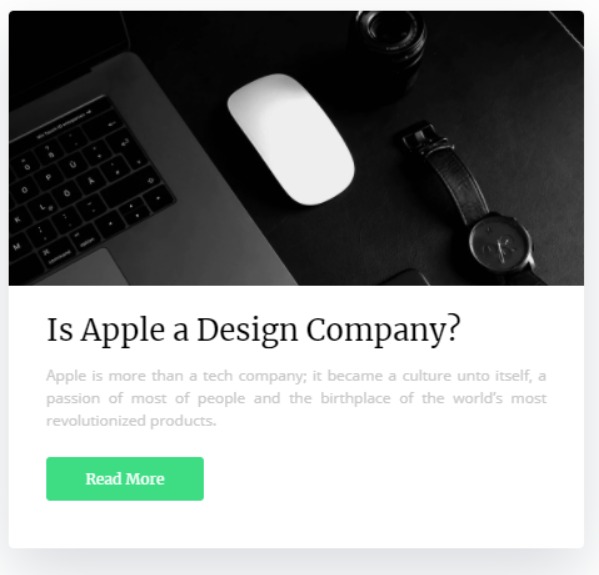 Is Apple a Design Company?
Apple is more than a tech company; it became a culture unto itself, a
passion of most of people and the birthplace of the world's most
revolutionized products.
Read More